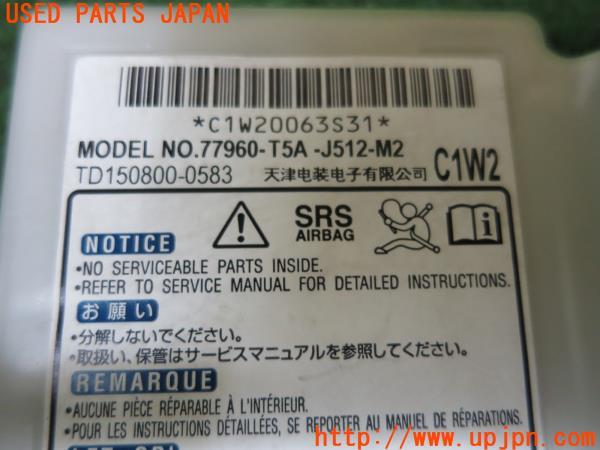 USED PARTS JAPAN
*C1W20063S31*
MODEL NO.77960-T5A -J512-M2
TD150800-0583 天津电装电子有限公司 C1W2
SRS
AIRBAG
NOTICE
•NO SERVICEABLE PARTS INSIDE.
•REFER TO SERVICE MANUAL FOR DETAILED INSTRUCTIONS.
お願い
•分解しないでください。
•取扱い、保管はサービスマニュアルを参照してください。
REMARQUE
•AUCUNE PIÈCE RÉPARABLE À L'INTÉRIEUR.
•POUR LES INSTRUCTIONS DÉTAILLÉES, SE REPORTER AU MANUEL DE RÉPARATIONS.
http://www.upjpn.com/